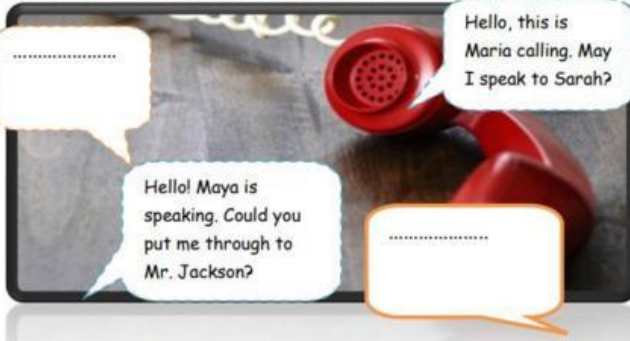 .....................
Hello, this is
Maria calling. May
I speak to Sarah?
Hello! Maya is
speaking. Could you
put me through to
Mr. Jackson?
....................